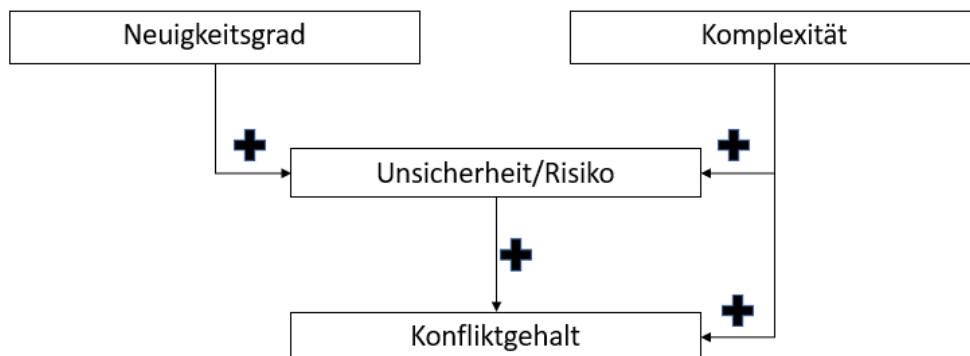 Neuigkeitsgrad
Komplexität
Unsicherheit/Risiko
Konfliktgehalt